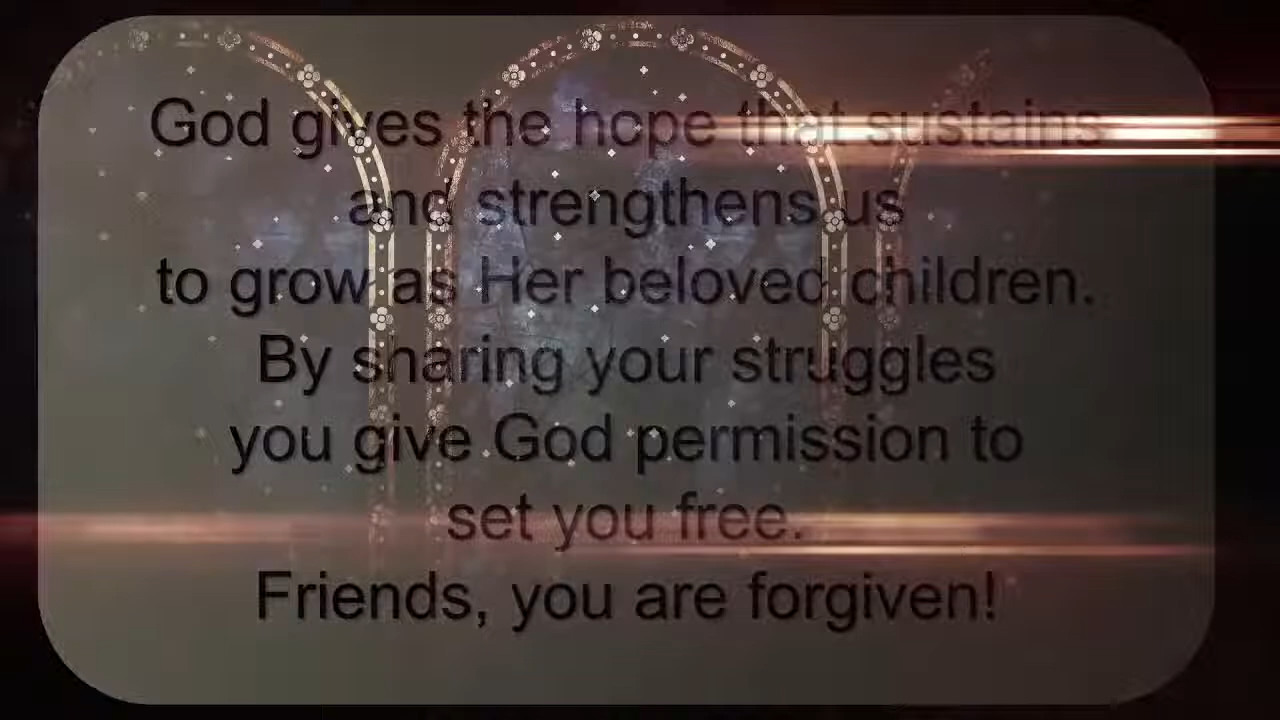 God gives the hope that sustains
and strengthens us
to grow as Her beloved children.
By sharing your struggles
you give God permission to
set you free.
Friends, you are forgiven!